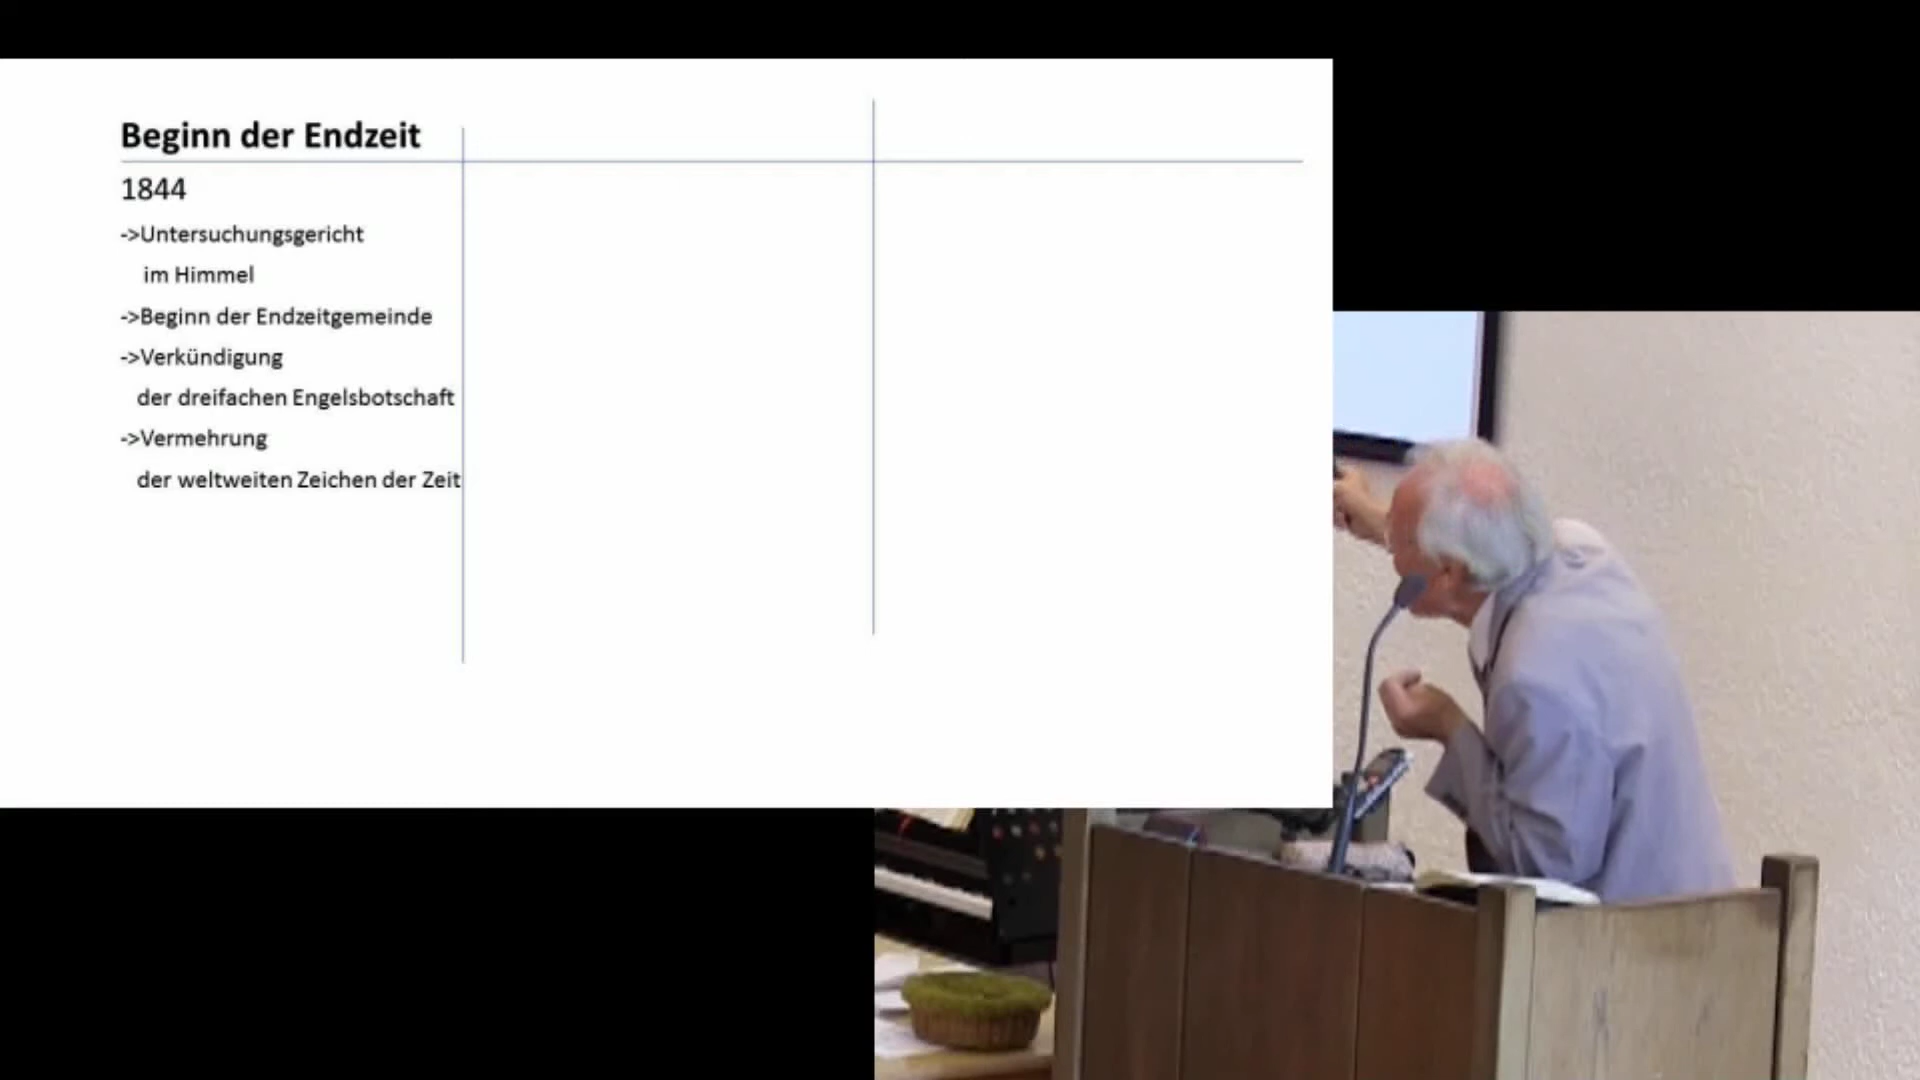 Beginn der Endzeit
1844
->Untersuchungsgericht
im Himmel
->Beginn der Endzeitgemeinde
->Verkündigung
der dreifachen Engelsbotschaft
->Vermehrung
der weltweiten Zeichen der Zeit